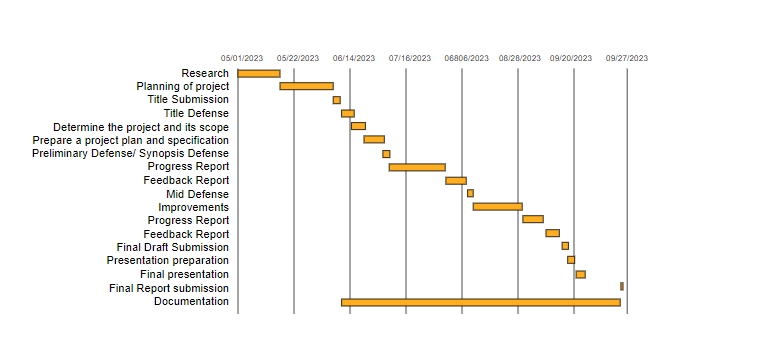 05/01/2023 05/22/2023 06/14/2023 07/16/2023 06806/2023 08/28/2023 09/20/2023 09/27/2023
Research
Planning of project
Title Submission
Title Defense
Determine the project and its scope
Prepare a project plan and specification
Preliminary Defense/ Synopsis Defense
Progress Report
Feedback Report
Mid Defense
Improvements
Progress Report
Feedback Report
Final Draft Submission
Presentation preparation
Final presentation
Final Report submission
Documentation